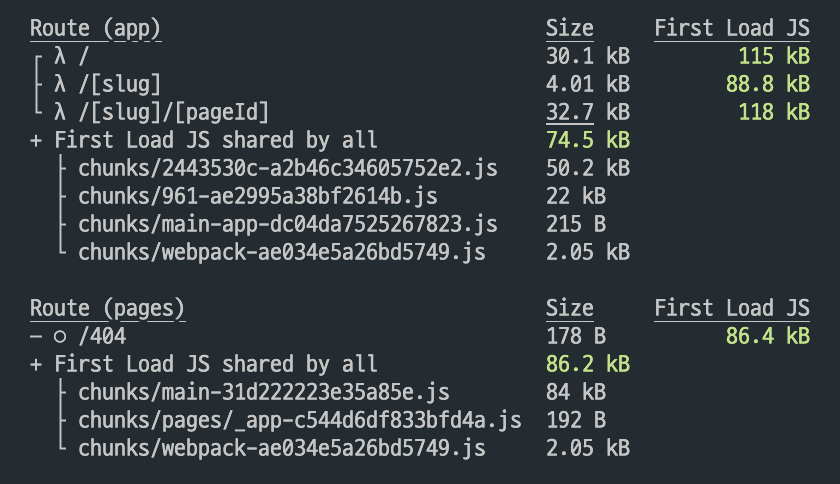 Route (app) Size First Load JS
┌ λ / 30.1 kB 115 kB
├ λ /[slug] 4.01 kB 88.8 kB
└ λ /[slug]/[pageId] 32.7 kB 118 kB
+ First Load JS shared by all 74.5 kB
├ chunks/2443530c-a2b46c34605752e2.js 50.2 kB
├ chunks/961-ae2995a38bf2614b.js 22 kB
├ chunks/main-app-dc04da7525267823.js 215 B
└ chunks/webpack-ae034e5a26bd5749.js 2.05 kB
Route (pages) Size First Load JS
─ ○ /404 178 B 86.4 kB
+ First Load JS shared by all 86.2 kB
├ chunks/main-31d222223e35a85e.js 84 kB
├ chunks/pages/_app-c544d6df833bfd4a.js 192 B
└ chunks/webpack-ae034e5a26bd5749.js 2.05 kB